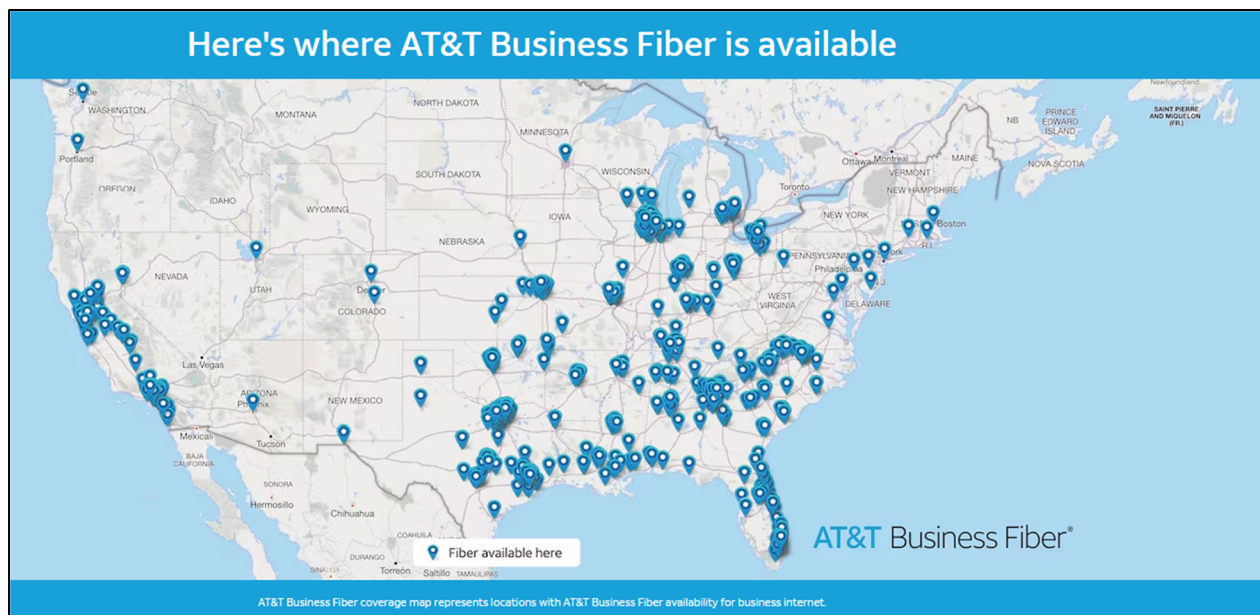 Here's where AT&T Business Fiber is available
Newfoundland
SAINT PIERRE
AND MIQUELON
(FR.)
WASHINGTON
MONTANA
NORTH DAKOTA
MINNESOTA
NB
PRINCE
EDWARD
ISLAND
Ottawa
Montreal
MAINE
NOVA SCOTIA
Portland
OREGON
IDAHO
WYOMING
SOUTH DAKOTA
WISCONSIN
Toronto
VERMONT
NEW HAMPSHIRE
NEW YORK
Boston
R.I.
IOWA
NEBRASKA
NEVADA
UTAH
COLORADO
PENNSYLVANIA
Philadelphia
N.J.
WEST
VIRGINIA
DELAWARE
Las Vegas
ARIZONA
Phoenix
NEW MEXICO
Mexicali
Tucson
BAJA
CALIFORNIA
SONORA
Hermosillo
Chihuahua
COAHUILA
DURANGO
Torreón
Saltillo
TAMAULIPAS
Fiber available here
AT&T Business Fiber®
AT&T Business Fiber coverage map represents locations with AT&T Business Fiber availability for business internet.